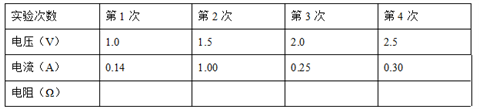 实验次数 第 1 次 第 2 次 第 3 次 第 4 次
电压（V） 1.0 1.5 2.0 2.5
电流（A） 0.14 1.00 0.25 0.30
电阻（Ω）